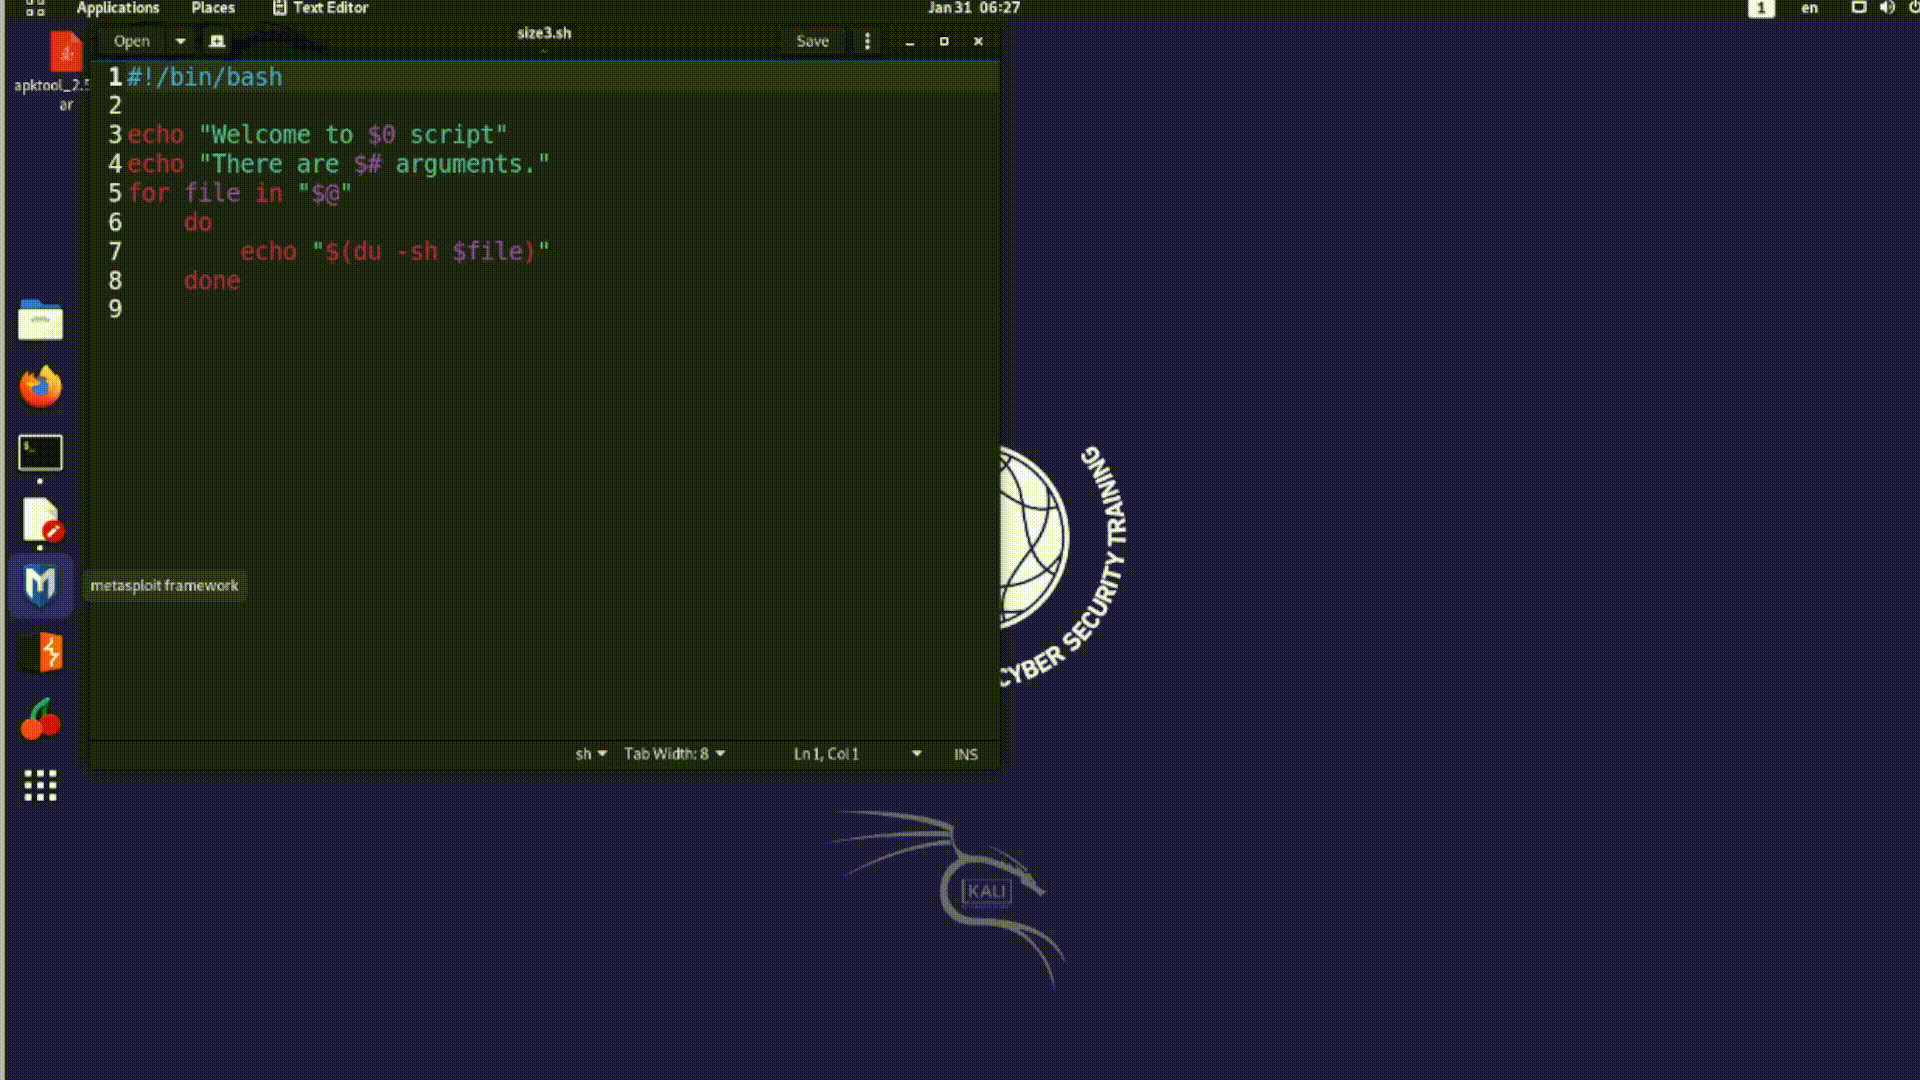 Applications Places Text Editor Jan 31 06:27 1 en
apktool_2.5
ar
Open size3.sh Save
1 #!/bin/bash
2
3 echo "Welcome to $0 script"
4 echo "There are $# arguments."
5 for file in "$@"
6 do
7 echo "$(du -sh $file)"
8 done
9
metasploit framework
sh Tab Width: 8 Ln 1, Col 1 INS
CYBER SECURITY TRAINING
KALI